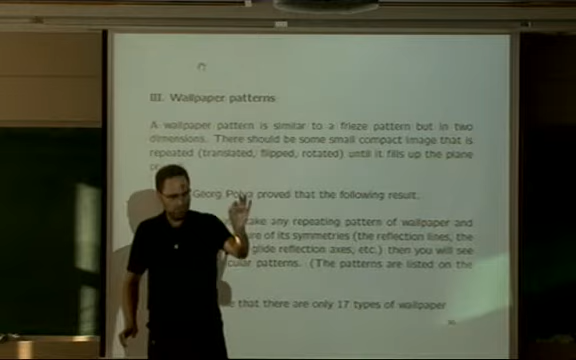 III. Wallpaper patterns
A wallpaper pattern is similar to a frieze pattern but in two
dimensions. There should be some small compact image that is
repeated (translated, flipped, rotated) until it fills up the plane
Georg Polya proved that the following result.
take any repeating pattern of wallpaper and
of its symmetries (the reflection lines, the
glide reflection axes, etc.) then you will see
patterns. (The patterns are listed on the
that there are only 17 types of wallpaper